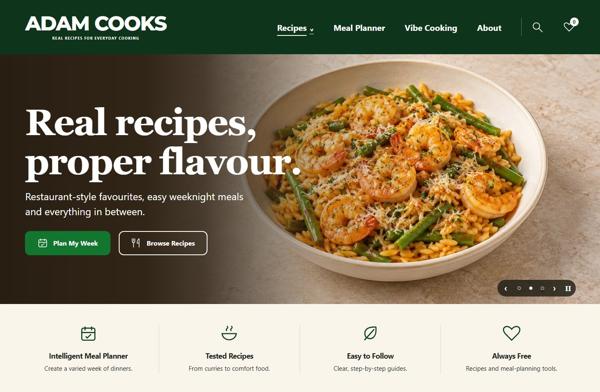 ADAM COOKS
REAL RECIPES FOR EVERYDAY COOKING
Recipes
Meal Planner
Vibe Cooking
About
0
Real recipes,
proper flavour.
Restaurant-style favourites, easy weeknight meals
and everything in between.
Plan My Week
Browse Recipes
Intelligent Meal Planner
Create a varied week of dinners.
Tested Recipes
From curries to comfort food.
Easy to Follow
Clear, step-by-step guides.
Always Free
Recipes and meal-planning tools.